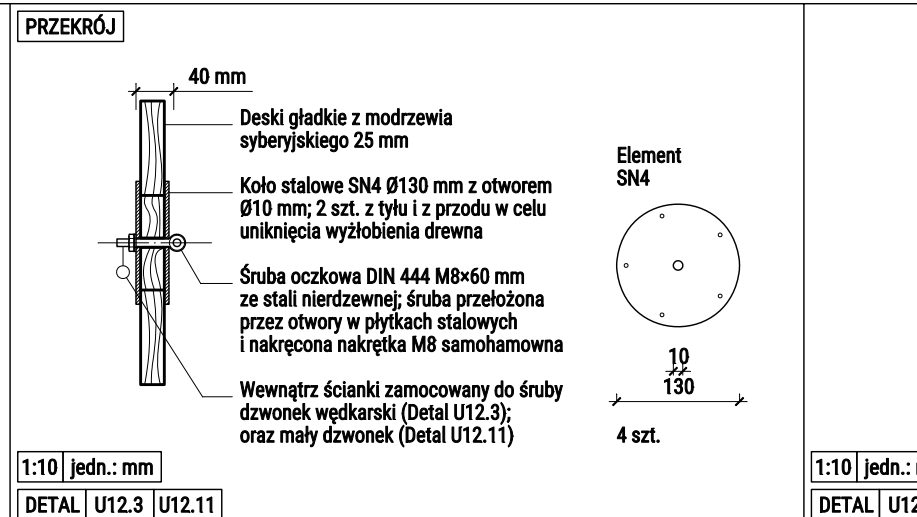 PRZEKRÓJ
40 mm
Deski gładkie z modrzewia
syberyjskiego 25 mm
Koło stalowe SN4 Ø130 mm z otworem
Ø10 mm; 2 szt. z tyłu i z przodu w celu
uniknięcia wyżłobienia drewna
Śruba oczkowa DIN 444 M8×60 mm
ze stali nierdzewnej; śruba przełożona
przez otwory w płytkach stalowych
i nakręcona nakrętka M8 samohamowna
Wewnątrz ścianki zamocowany do śruby
dzwonek wędkarski (Detal U12.3);
oraz mały dzwonek (Detal U12.11)
Element
SN4
10
130
4 szt.
1:10 jedn.: mm
DETAL U12.3 U12.11
1:10 jedn.:
DETAL